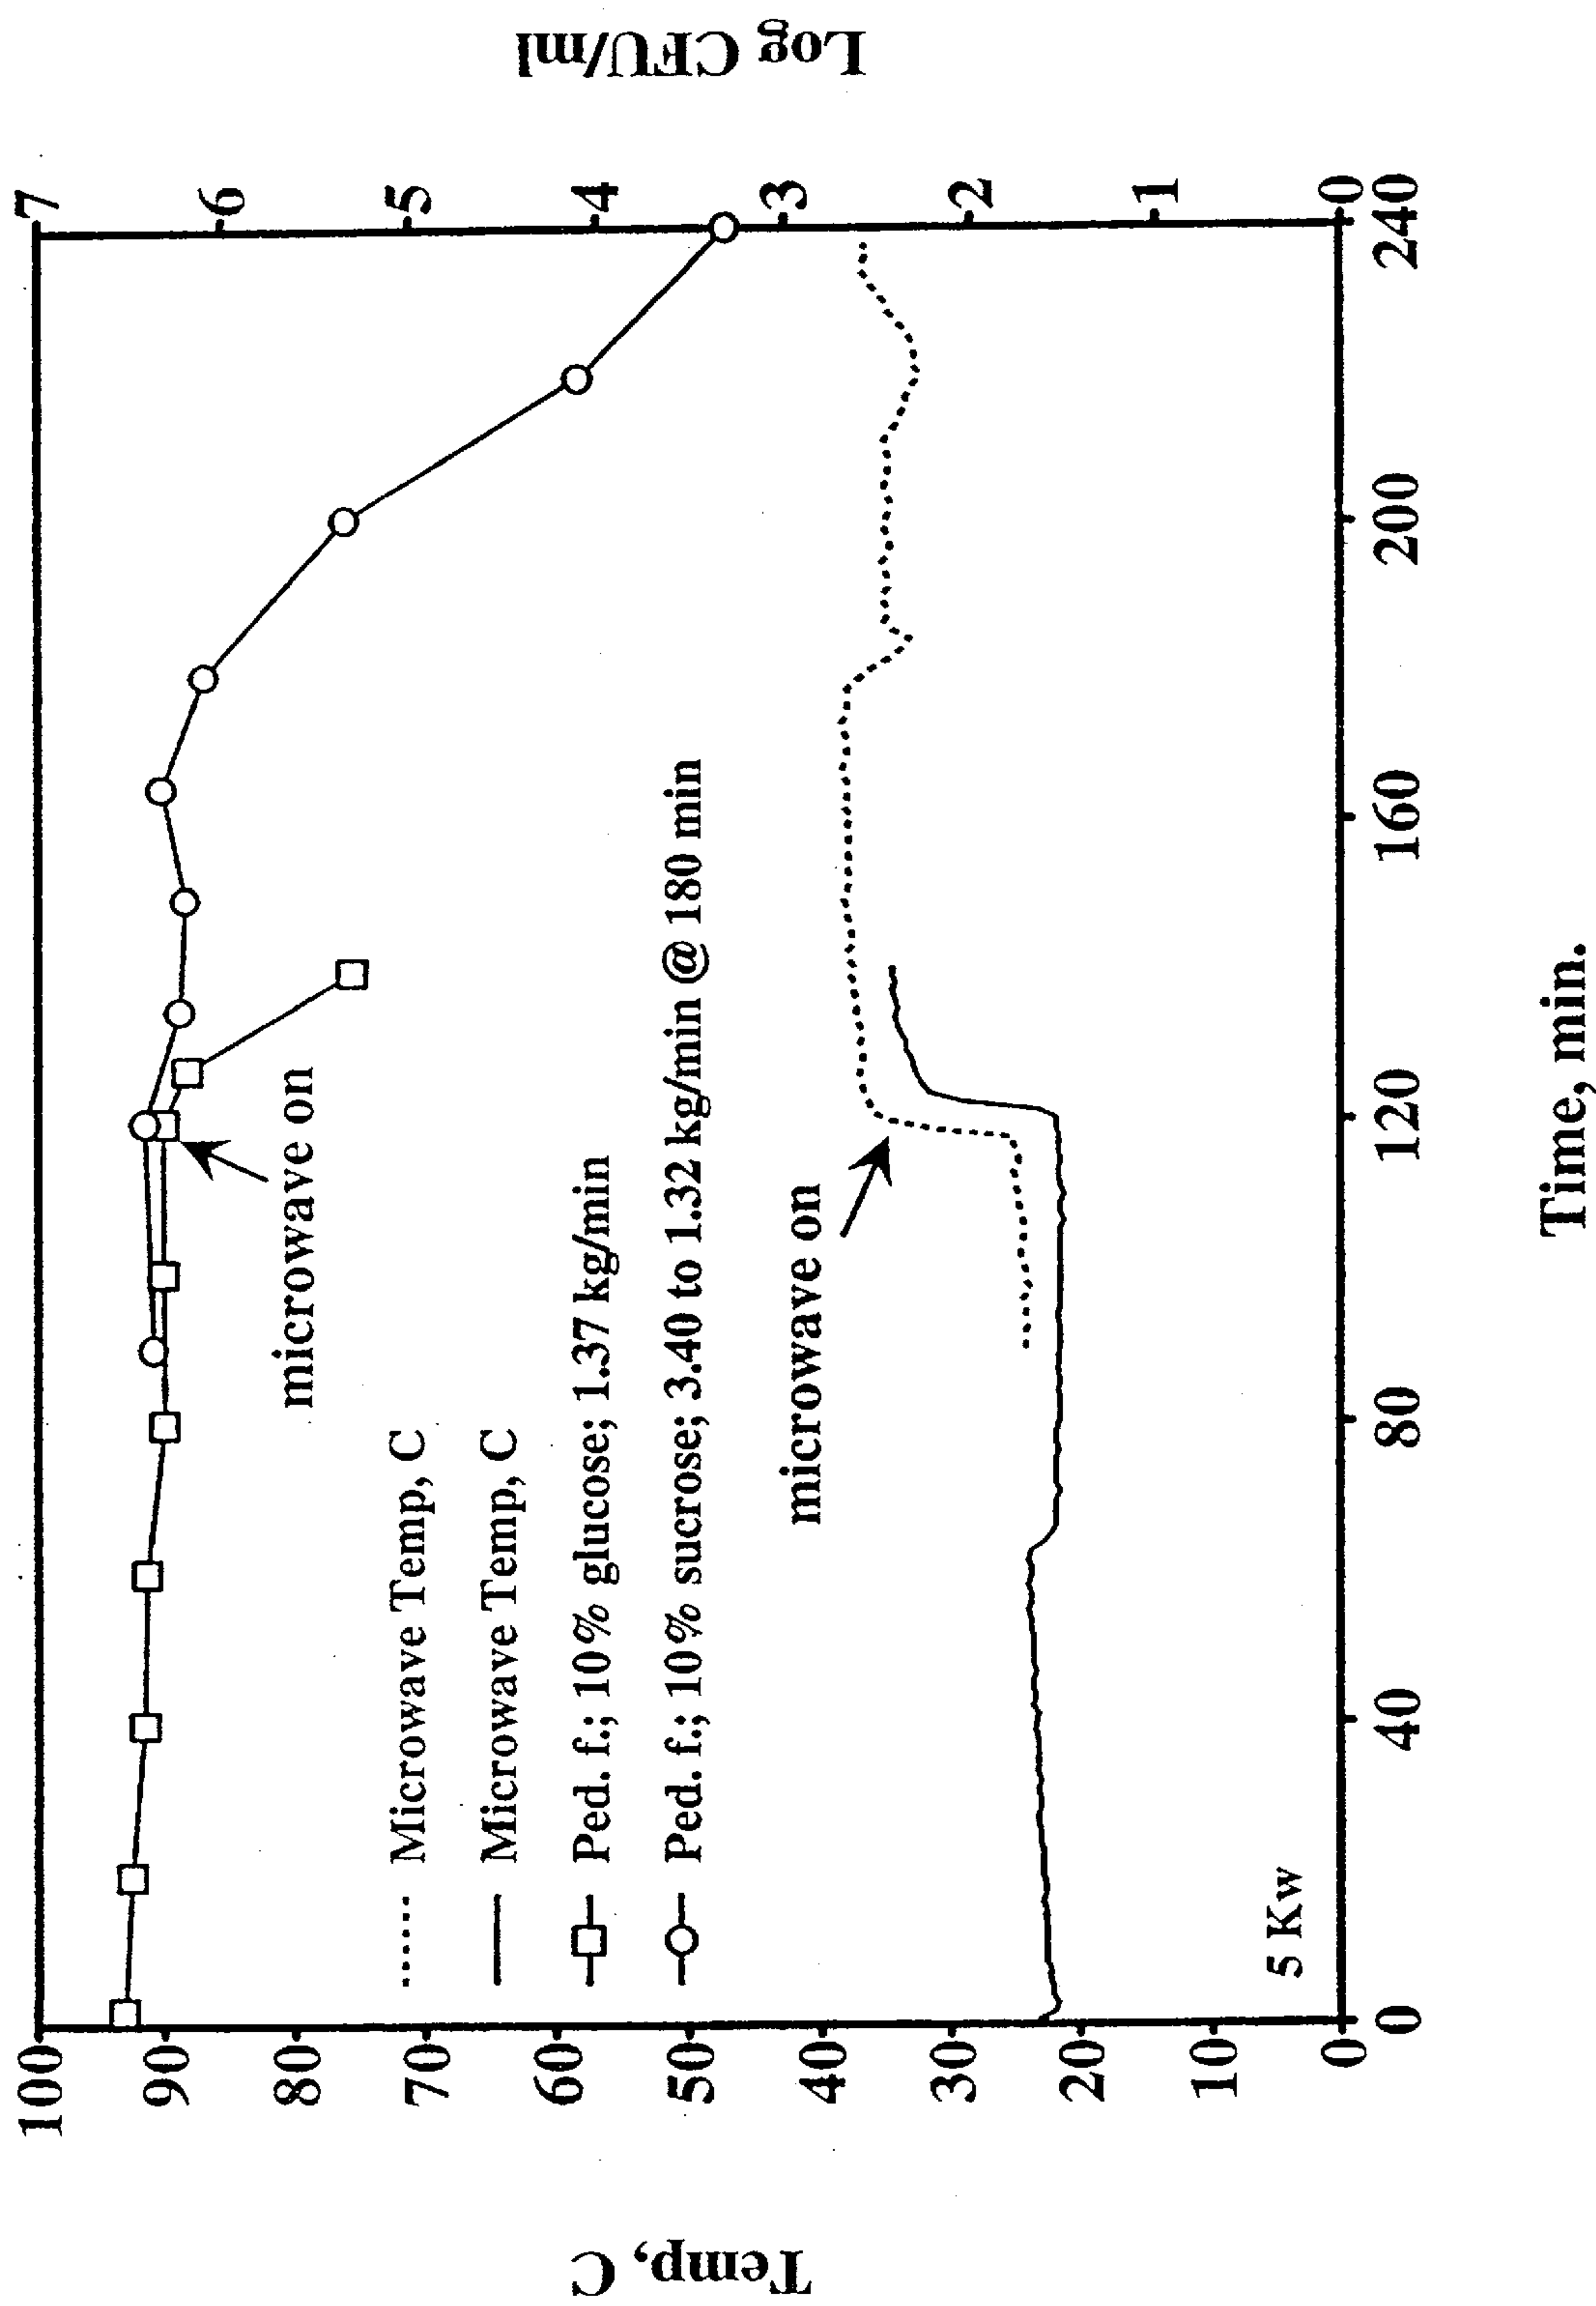 Temp, C
100
90
80
70
60
50
40
30
20
10
0
Log CFU/ml
7
6
5
4
3
2
1
0
microwave on
Microwave Temp, C
Microwave Temp, C
Ped. f.; 10% glucose; 1.37 kg/min
Ped. f.; 10% sucrose; 3.40 to 1.32 kg/min @ 180 min
microwave on
5 Kw
0
40
80
120
160
200
240
Time, min.